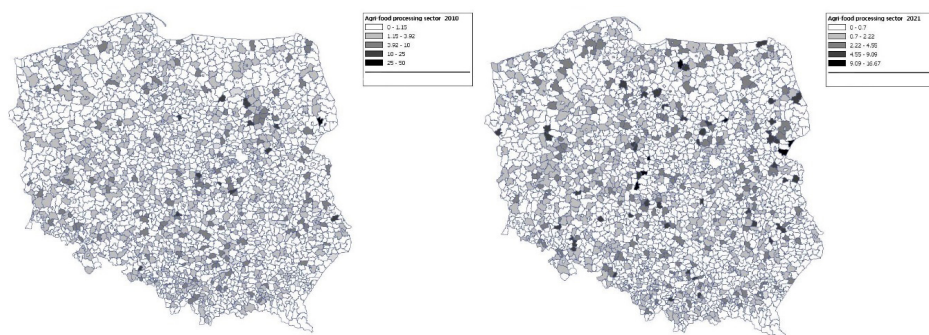 Agri-food processing sector 2010
0 - 1.15
1.15 - 3.92
3.92 - 10
10 - 25
25 - 50
Agri-food processing sector 2021
0 - 0.7
0.7 - 2.22
2.22 - 4.55
4.55 - 9.09
9.09 - 16.67